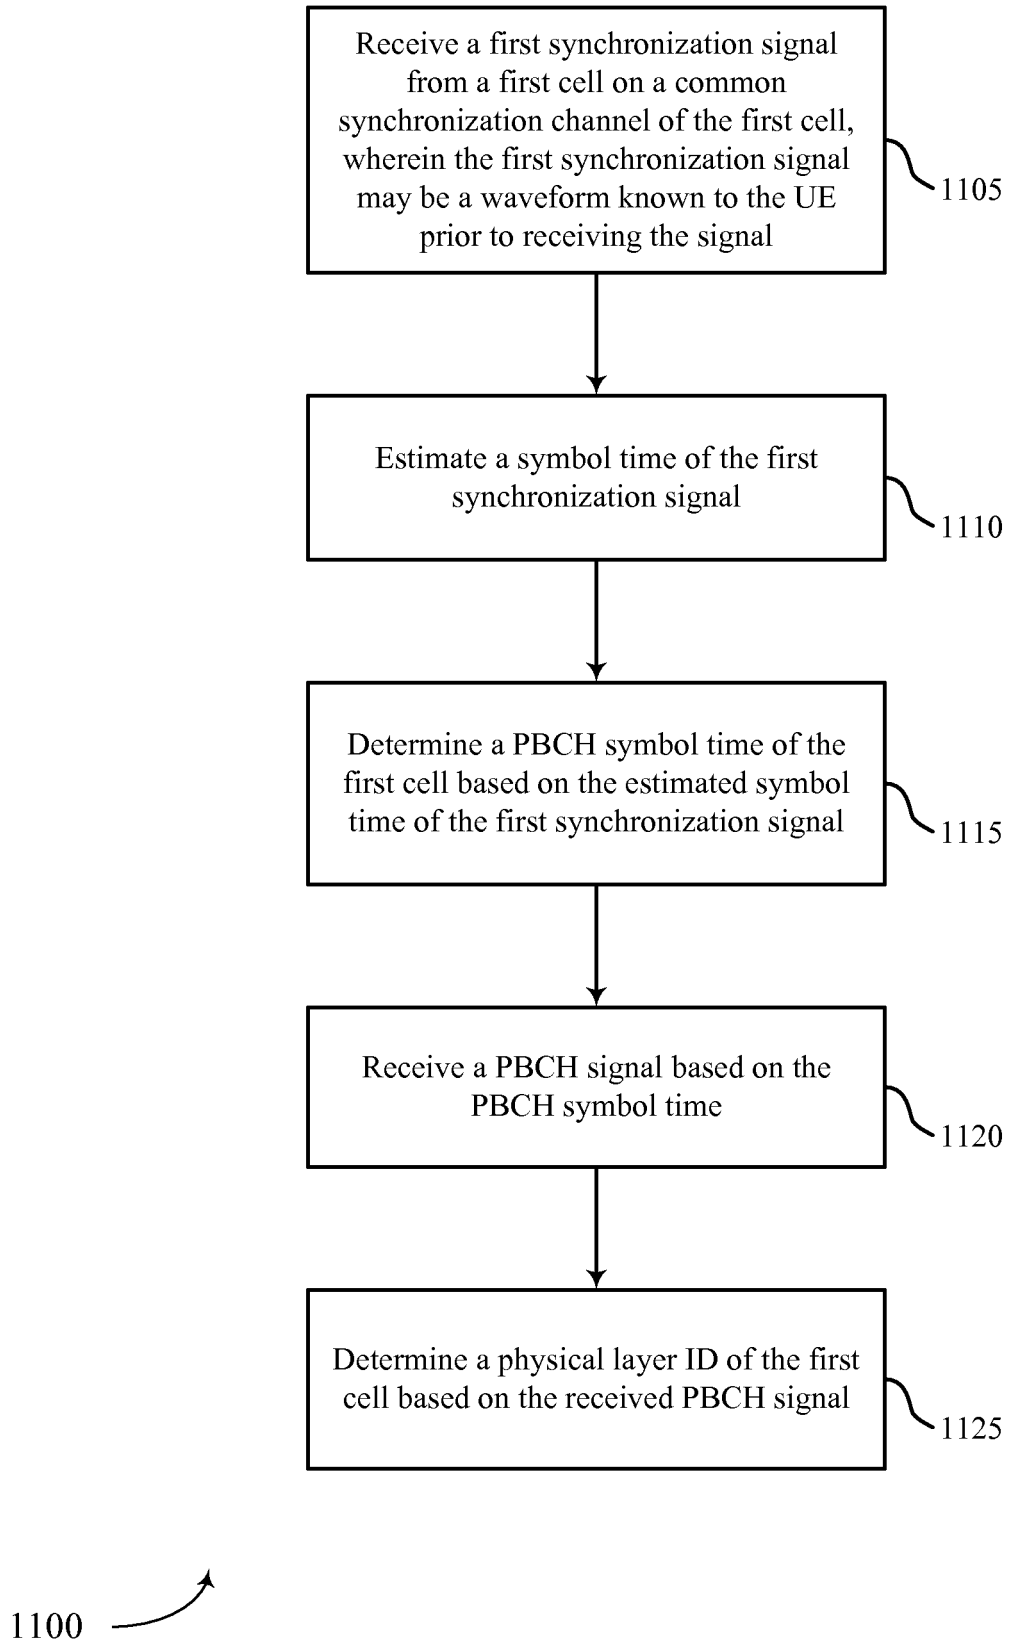 Receive a first synchronization signal
from a first cell on a common
synchronization channel of the first cell,
wherein the first synchronization signal
may be a waveform known to the UE
prior to receiving the signal
1105
Estimate a symbol time of the first
synchronization signal
1110
Determine a PBCH symbol time of the
first cell based on the estimated symbol
time of the first synchronization signal
1115
Receive a PBCH signal based on the
PBCH symbol time
1120
Determine a physical layer ID of the first
cell based on the received PBCH signal
1125
1100